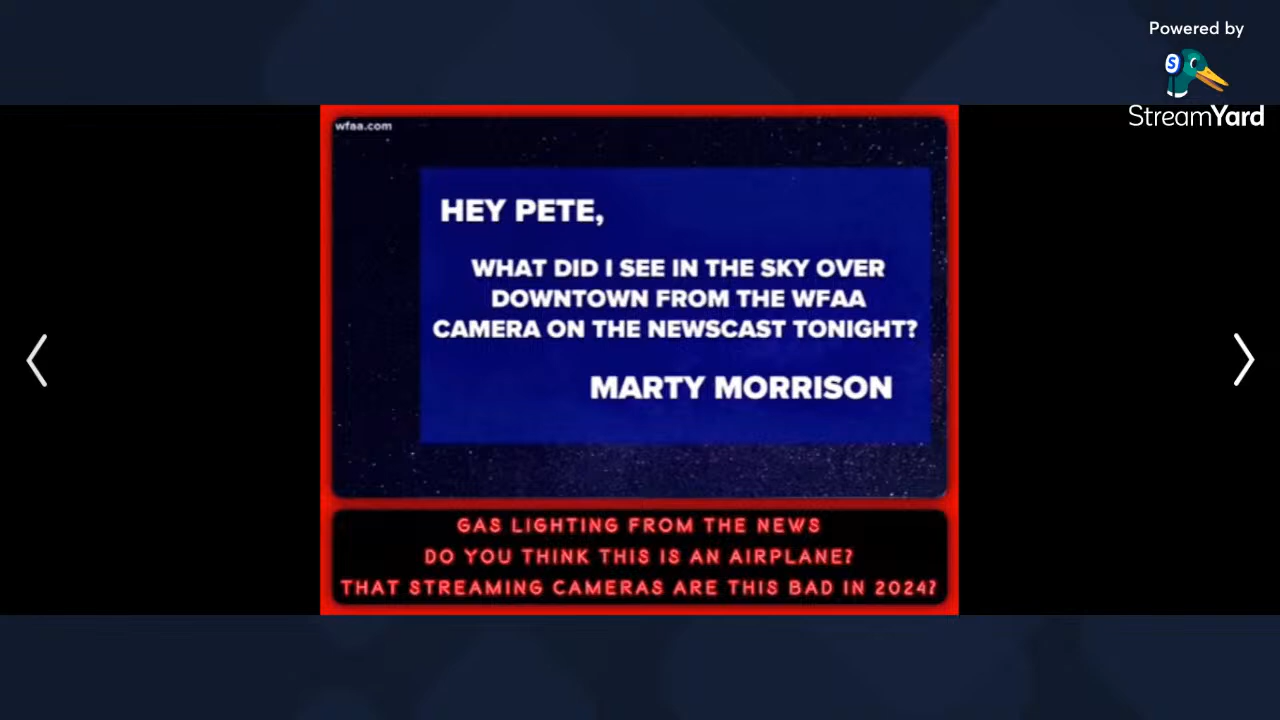 Powered by
S
StreamYard
wfaa.com
HEY PETE,
WHAT DID I SEE IN THE SKY OVER
DOWNTOWN FROM THE WFAA
CAMERA ON THE NEWSCAST TONIGHT?
MARTY MORRISON
GAS LIGHTING FROM THE NEWS
DO YOU THINK THIS IS AN AIRPLANE?
THAT STREAMING CAMERAS ARE THIS BAD IN 2024?